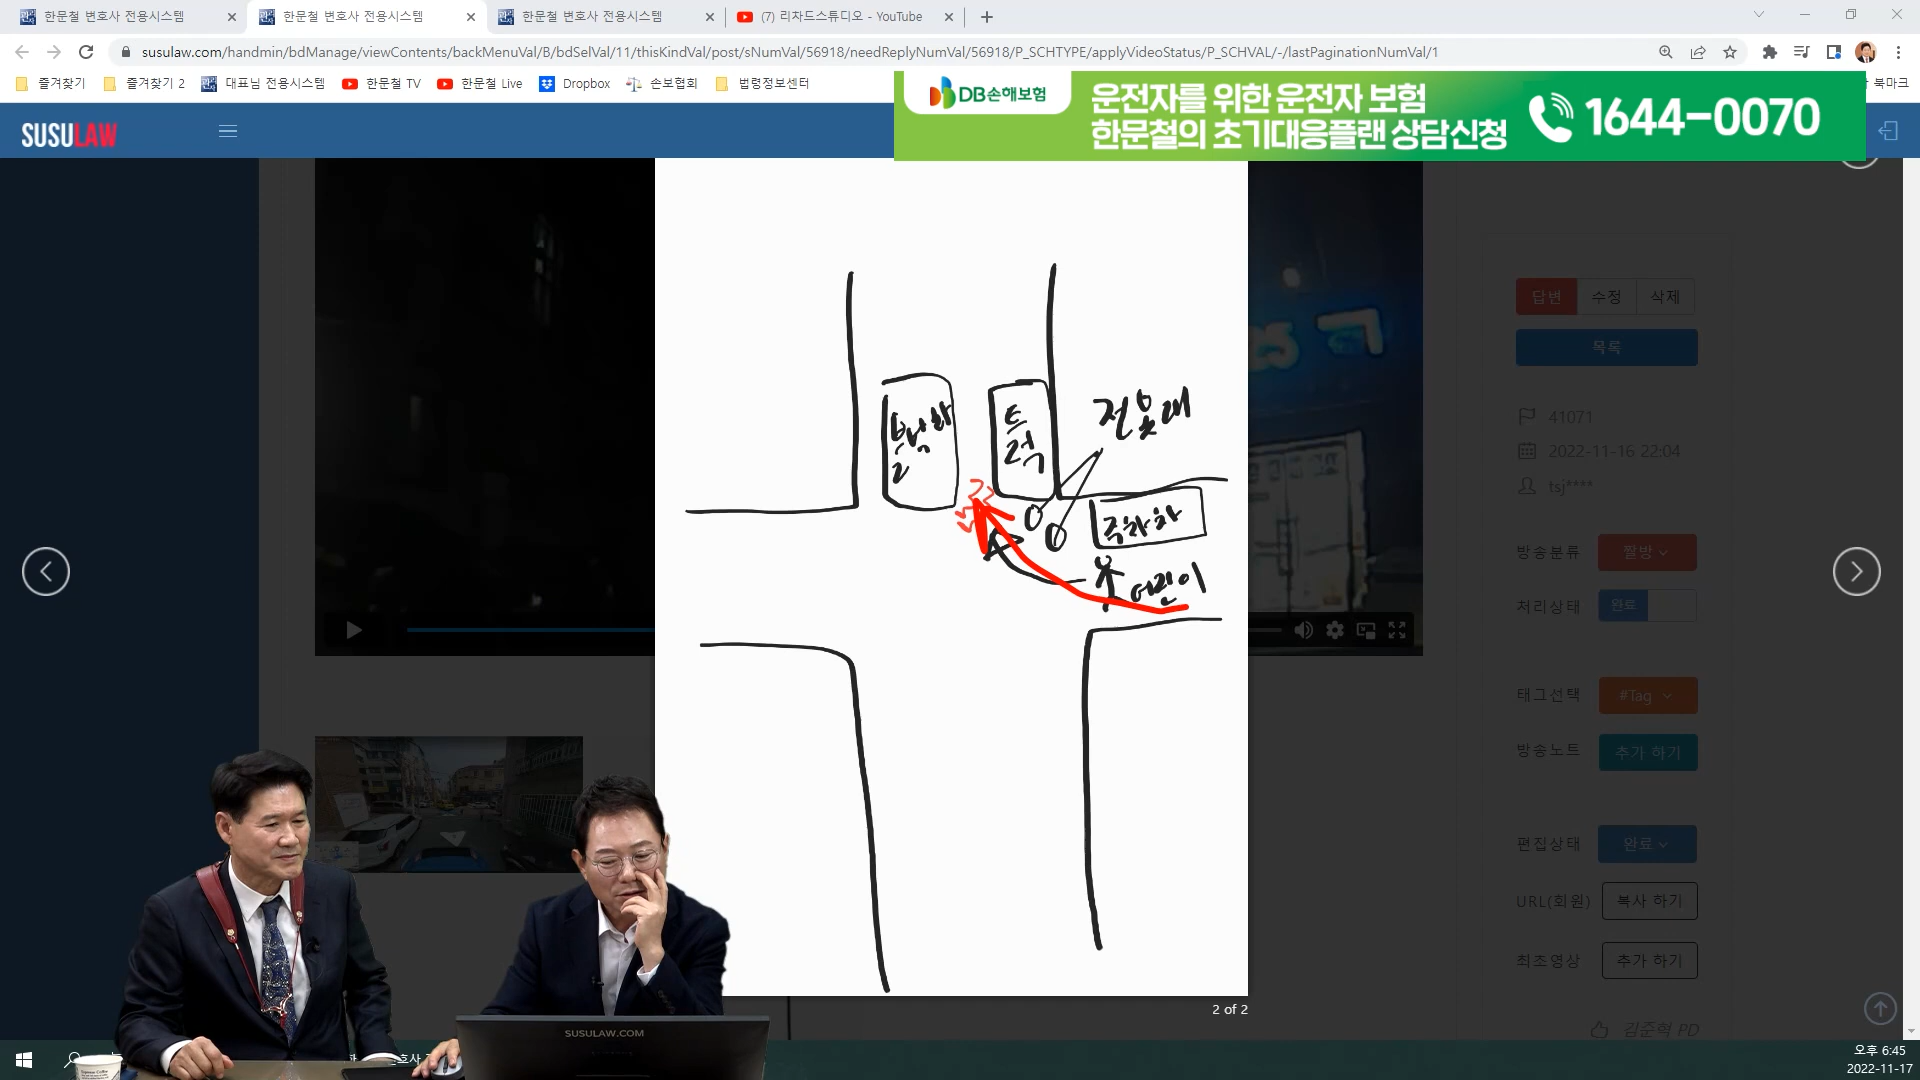 한문철 변호사 전용시스템
한문철 변호사 전용시스템
한문철 변호사 전용시스템
(7) 리차드스튜디오 - YouTube
susulaw.com/handmin/bdManage/viewContents/backMenuVal/B/bdSelVal/11/thisKindVal/post/sNumVal/56918/needReplyNumVal/56918/P_SCHTYPE/applyVideoStatus/P_SCHVAL/-/lastPaginationNumVal/1
즐겨찾기
즐겨찾기 2
대표님 전용시스템
한문철 TV
한문철 Live
Dropbox
손보협회
법령정보센터
북마크
DB손해보험
운전자를 위한 운전자 보험
한문철의 초기대응플랜 상담신청
1644-0070
SUSULAW
답변 수정 삭제
목록
전봇대
트럭
41071
2022-11-16 22:04
주차차
tsj****
어린이
꽝
방송분류 짤방
처리상태 완료
태그선택 #Tag
방송노트 추가 하기
편집상태 완료
URL(회원) 복사 하기
최초영상 추가 하기
2 of 2
김준혁 PD
SUSULAW.COM
오후 6:45
2022-11-17